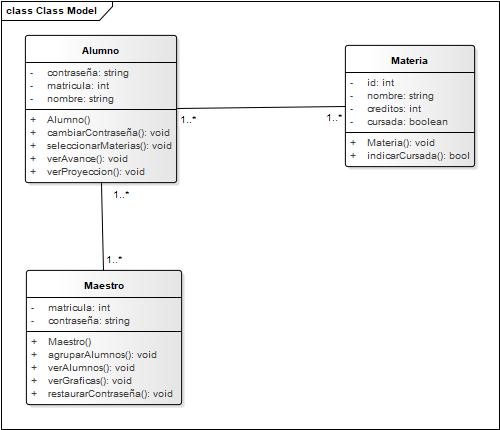 class Class Model
Alumno
- contraseña: string
- matricula: int
- nombre: string
+ Alumno()
+ cambiarContraseña(): void
+ seleccionarMaterias(): void
+ verAvance(): void
+ verProyeccion(): void
Materia
- id: int
- nombre: string
- creditos: int
- cursada: boolean
+ Materia(): void
+ indicarCursada(): bool
1..*
1..*
1..*
1..*
Maestro
- matricula: int
- contraseña: string
+ Maestro()
+ agruparAlumnos(): void
+ verAlumnos(): void
+ verGraficas(): void
+ restaurarContraseña(): void